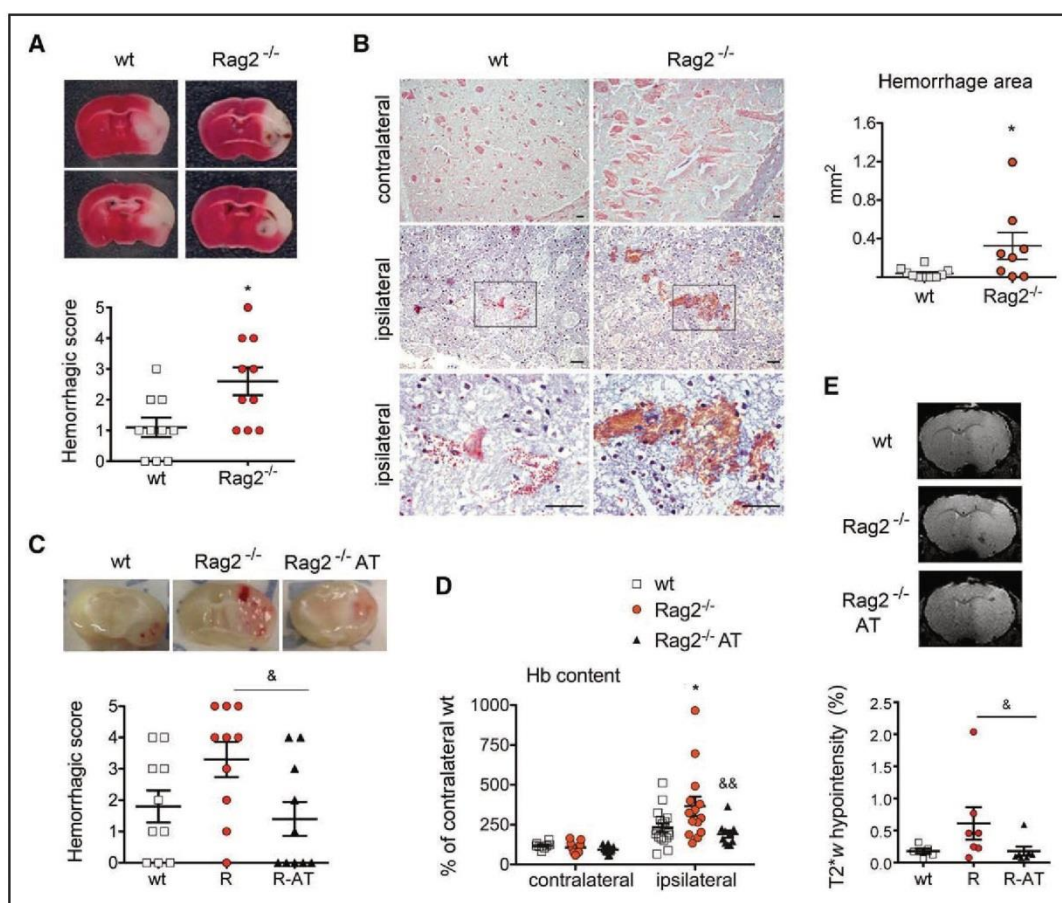 A
wt Rag2-/-
Hemorrhagic score
5
4
3
2
1
0
*
wt Rag2-/-
B
wt Rag2-/-
contralateral
ipsilateral
ipsilateral
Hemorrhage area
mm2
1.6
1.2
0.8
0.4
*
wt Rag2-/-
C
wt Rag2-/- Rag2-/- AT
Hemorrhagic score
5
4
3
2
1
0
&
wt R R-AT
D
wt
Rag2-/-
Rag2-/- AT
Hb content
% of contralateral wt
1000
750
500
250
0
*
&&
contralateral ipsilateral
E
wt
Rag2-/-
Rag2-/-
AT
T2*w hypointensity (%)
2.5
2.0
1.5
1.0
0.5
0.0
&
wt R R-AT